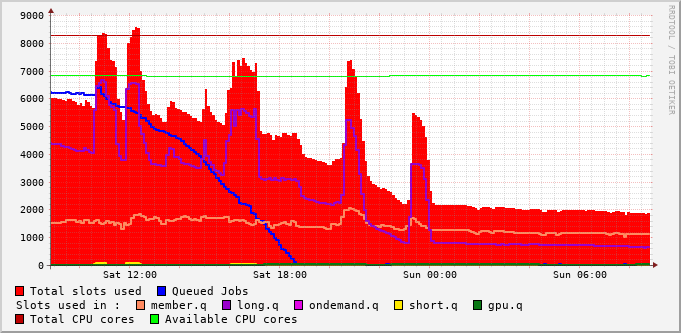 9000
8000
7000
6000
5000
4000
3000
2000
1000
0
Sat 12:00 Sat 18:00 Sun 00:00 Sun 06:00
RRDTOOL / TOBI OETIKER
Total slots used Queued Jobs
Slots used in : member.q long.q ondemand.q short.q gpu.q
Total CPU cores Available CPU cores